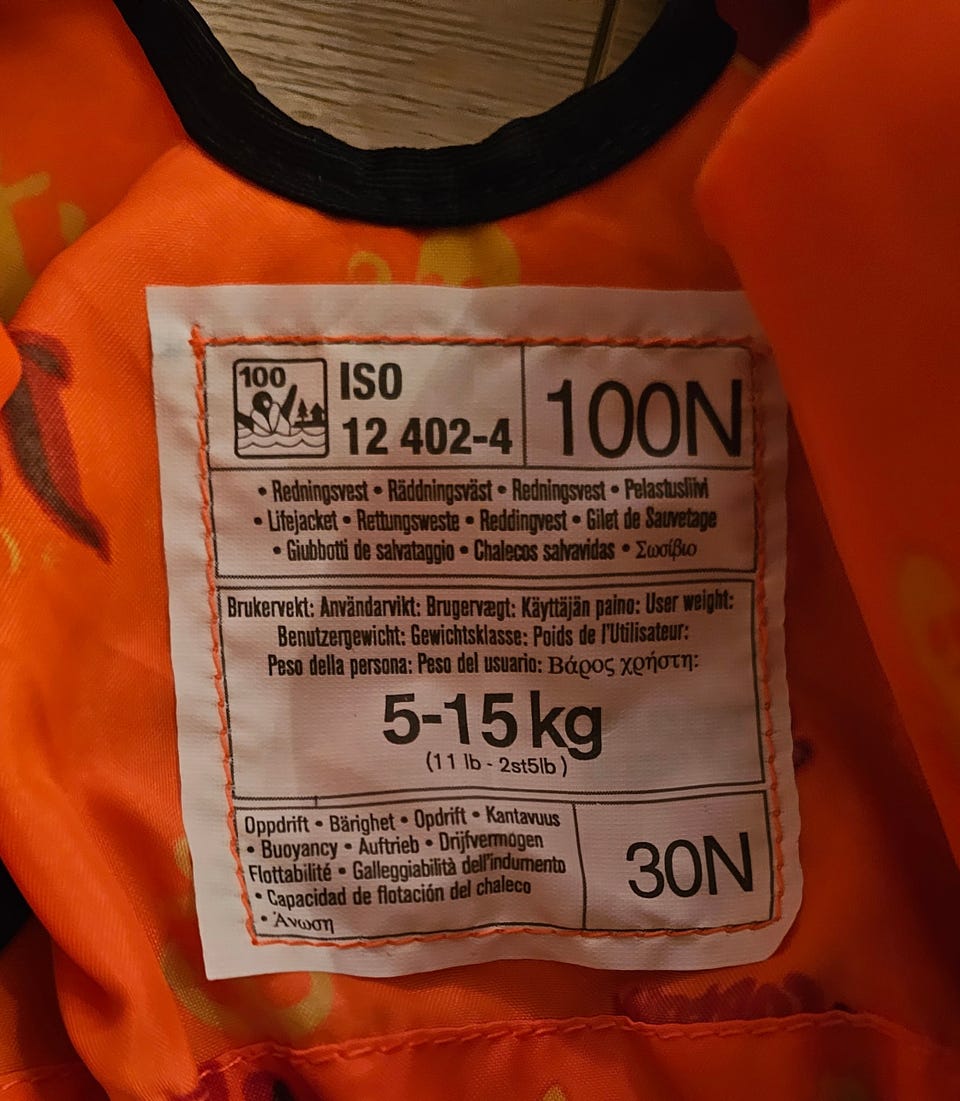 100
ISO
12 402-4
100N
• Redningsvest • Räddningsväst • Redningsvest • Pelastusliivi
• Lifejacket • Rettungsweste • Reddingvest • Gilet de Sauvetage
• Giubbotti de salvataggio • Chalecos salvavidas • Σωσίβιο
Brukervekt: Användarvikt: Brugervægt: Käyttäjän paino: User weight:
Benutzergewicht: Gewichtsklasse: Poids de l'Utilisateur:
Peso della persona: Peso del usuario: Βάρος χρήστη:
5-15 kg
(11 lb - 2st5lb)
Oppdrift • Bärighet • Opdrift • Kantavuus
• Buoyancy • Auftrieb • Drijfvermogen
Flottabilité • Galleggiabilità dell'indumento
• Capacidad de flotación del chaleco
• Άνωση
30N